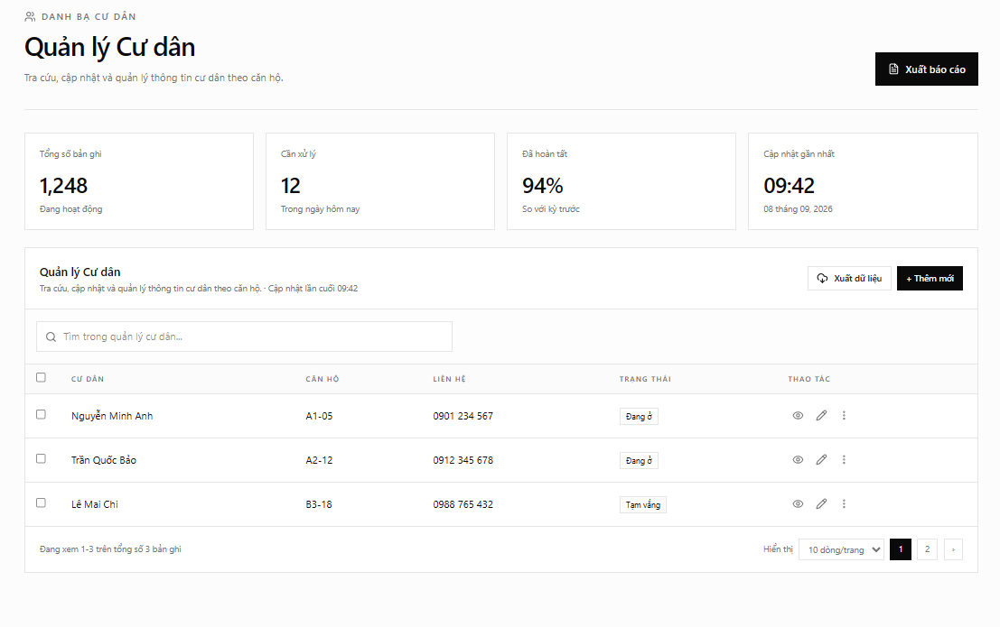 DANH BẠ CƯ DÂN
Quản lý Cư dân
Tra cứu, cập nhật và quản lý thông tin cư dân theo căn hộ.
Xuất báo cáo
Tổng số bản ghi
1,248
Đang hoạt động
Cần xử lý
12
Trong ngày hôm nay
Đã hoàn tất
94%
So với kỳ trước
Cập nhật gần nhất
09:42
08 tháng 09, 2026
Quản lý Cư dân
Tra cứu, cập nhật và quản lý thông tin cư dân theo căn hộ. · Cập nhật lần cuối 09:42
Xuất dữ liệu
+ Thêm mới
Tìm trong quản lý cư dân...
CƯ DÂN CĂN HỘ LIÊN HỆ TRẠNG THÁI THAO TÁC
Nguyễn Minh Anh A1-05 0901 234 567 Đang ở
Trần Quốc Bảo A2-12 0912 345 678 Đang ở
Lê Mai Chi B3-18 0988 765 432 Tạm vắng
Đang xem 1-3 trên tổng số 3 bản ghi
Hiển thị 10 dòng/trang 1 2 ›